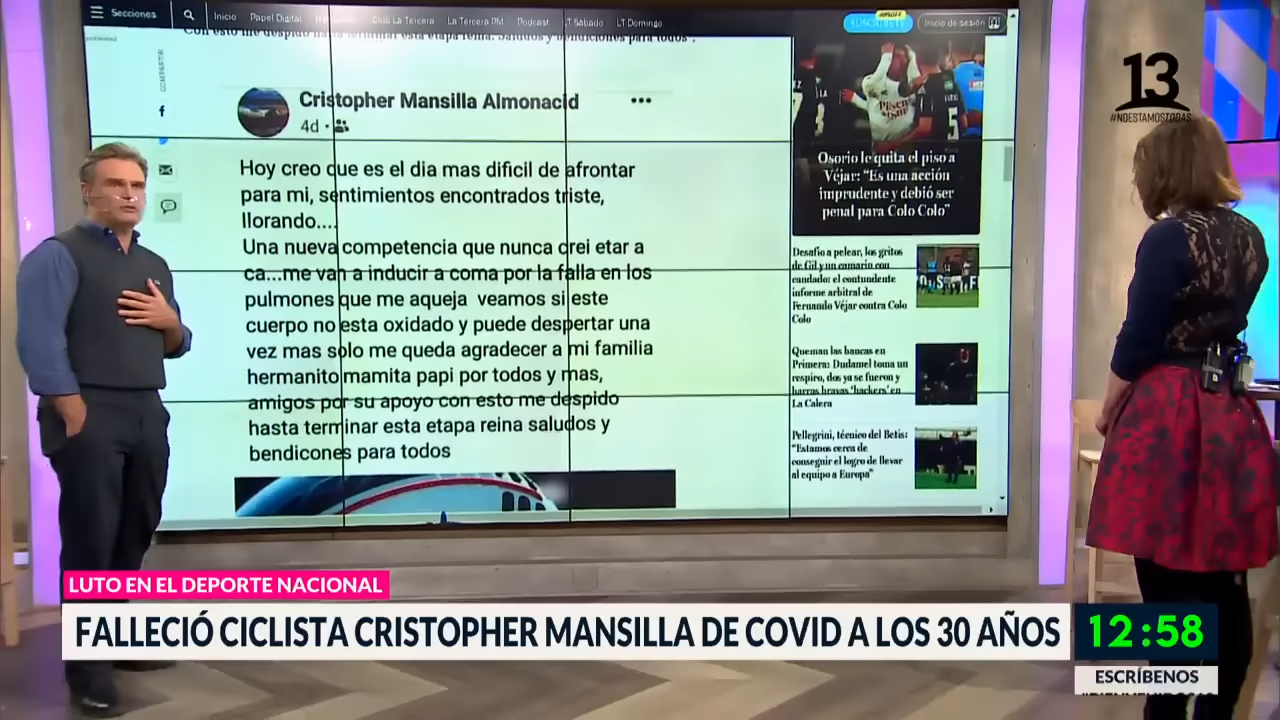 Secciones
Inicio
Papel Digital
Club La Tercera
La Tercera PM
Podcast
LT Sábado
LT Domingo
SUSCRÍBETE
Inicio de sesión
COMPARTIR
Cristopher Mansilla Almonacid
4d
Hoy creo que es el dia mas dificil de afrontar
para mi, sentimientos encontrados triste,
llorando....
Una nueva competencia que nunca crei etar a
ca...me van a inducir a coma por la falla en los
pulmones que me aqueja veamos si este
cuerpo no esta oxidado y puede despertar una
vez mas solo me queda agradecer a mi familia
hermanito mamita papi por todos y mas,
amigos por su apoyo con esto me despido
hasta terminar esta etapa reina saludos y
bendicones para todos
Osorio le quita el piso a
Véjar: “Es una acción
imprudente y debió ser
penal para Colo Colo”
Desafío a pelear, los gritos
de Gil y un camarín con
candado: el contundente
informe arbitral de
Fernando Véjar contra Colo
Colo
Queman las bancas en
Primera: Dudamel toma un
respiro, dos ya se fueron y
barras bravas ‘hackers’ en
La Calera
Pellegrini, técnico del Betis:
“Estamos cerca de
conseguir el logro de llevar
al equipo a Europa”
13
#NOESTAMOSTODAS
LUTO EN EL DEPORTE NACIONAL
FALLECIÓ CICLISTA CRISTOPHER MANSILLA DE COVID A LOS 30 AÑOS
12:58
ESCRÍBENOS